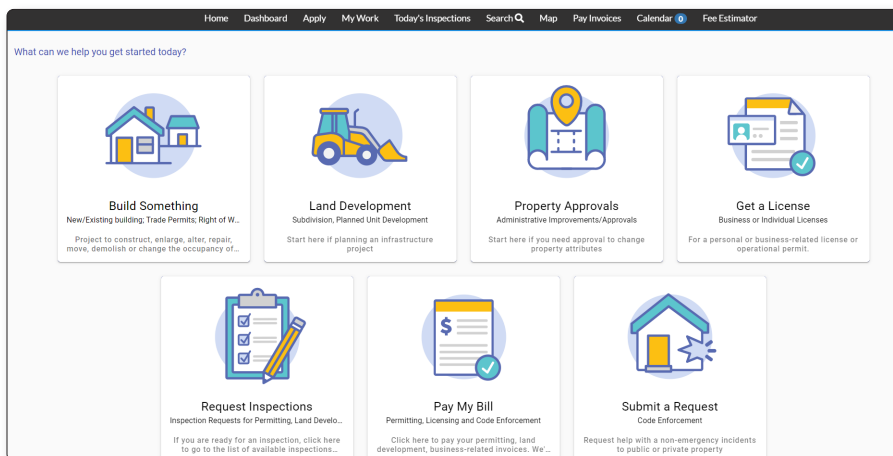 Home Dashboard Apply My Work Today's Inspections Search Map Pay Invoices Calendar 0 Fee Estimator
What can we help you get started today?
Build Something
New/Existing building; Trade Permits; Right of W...
Project to construct, enlarge, alter, repair,
move, demolish or change the occupancy of...
Land Development
Subdivision, Planned Unit Development
Start here if planning an infrastructure
project
Property Approvals
Administrative Improvements/Approvals
Start here if you need approval to change
property attributes
Get a License
Business or Individual Licenses
For a personal or business-related license or
operational permit.
$
Request Inspections
Inspection Requests for Permitting, Land Develo...
If you are ready for an inspection, click here
to go to the list of available inspections...
Pay My Bill
Permitting, Licensing and Code Enforcement
Click here to pay your permitting, land
development, business-related invoices. We'...
Submit a Request
Code Enforcement
Request help with a non-emergency incidents
to public or private property